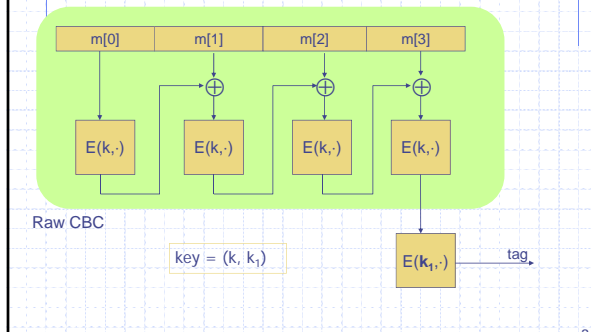 m[0] m[1] m[2] m[3]
E(k,·) E(k,·) E(k,·) E(k,·)
Raw CBC
key = (k, k₁)
E(k₁,·) tag